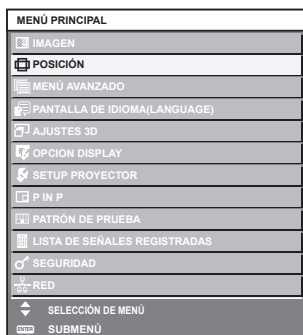 MENÚ PRINCIPAL
IMAGEN
POSICIÓN
MENÚ AVANZADO
PANTALLA DE IDIOMA(LANGUAGE)
AJUSTES 3D
OPCION DISPLAY
SETUP PROYECTOR
P IN P
PATRÓN DE PRUEBA
LISTA DE SEÑALES REGISTRADAS
SEGURIDAD
RED
SELECCIÓN DE MENÚ
ENTER SUBMENÚ